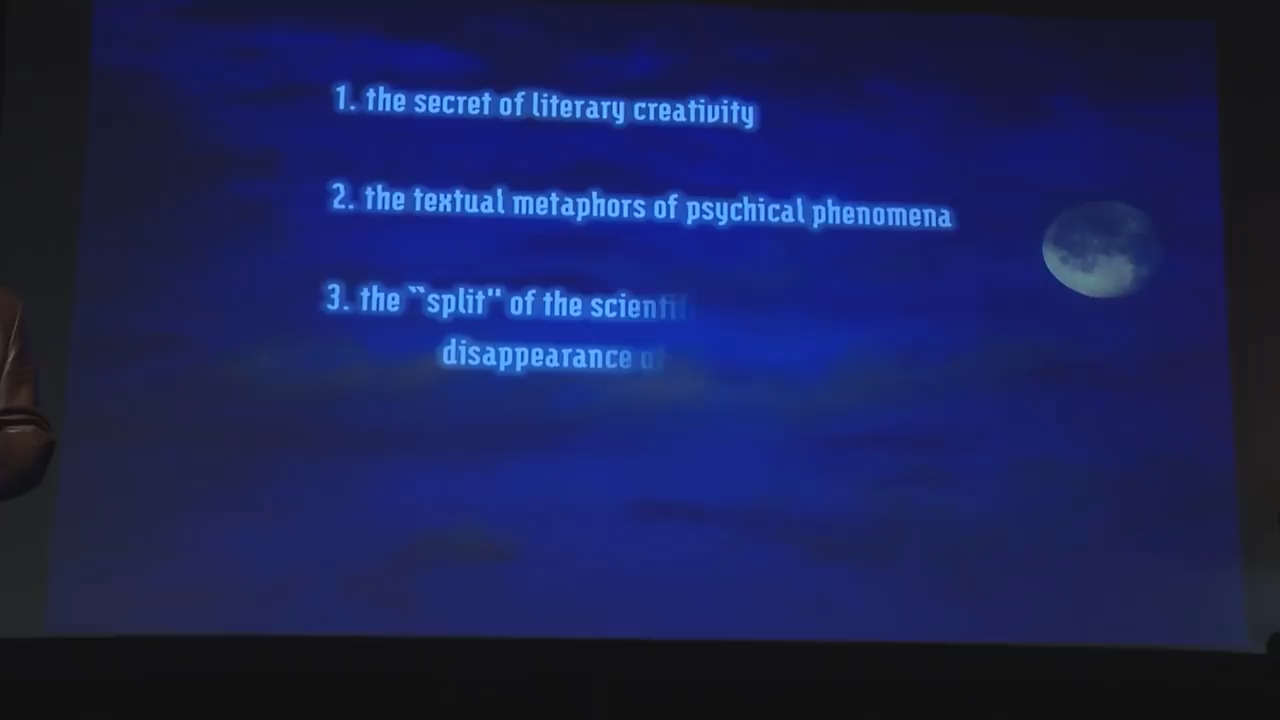 1. the secret of literary creativity
2. the textual metaphors of psychical phenomena
3. the ``split" of the
disappearance of